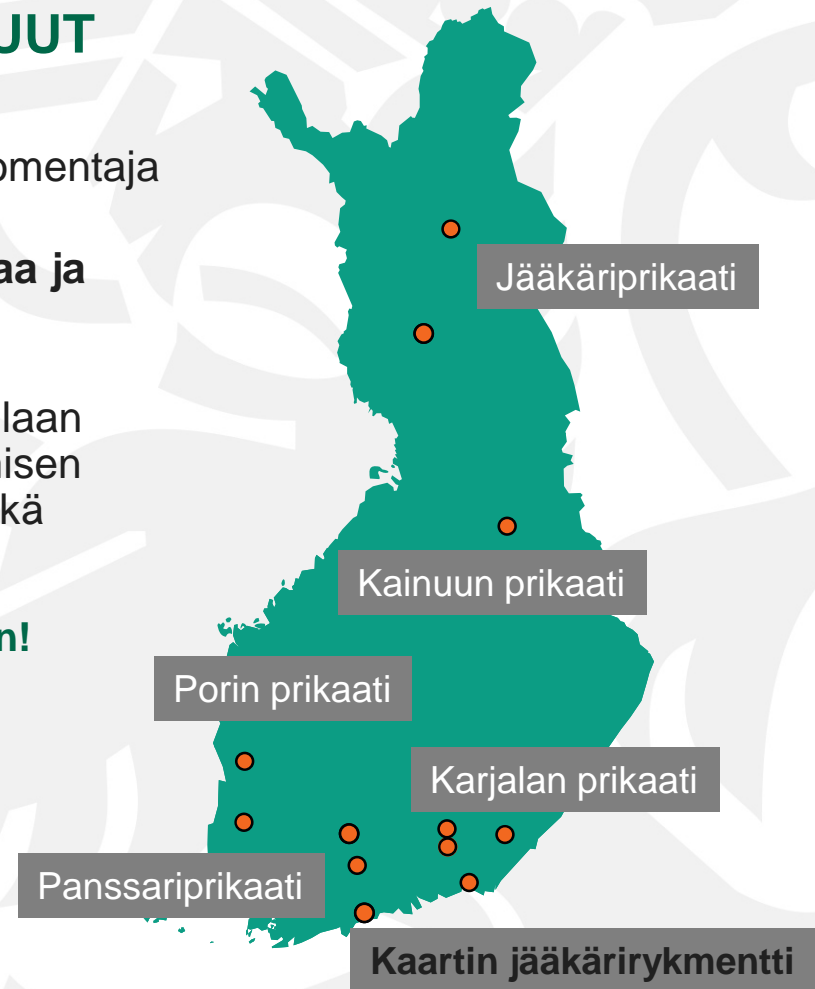 UUT
omentaja
aa ja
laan
isen
kä
n!
Jääkäriprikaati
Kainuun prikaati
Porin prikaati
Karjalan prikaati
Panssariprikaati
Kaartin jääkärirykmentti